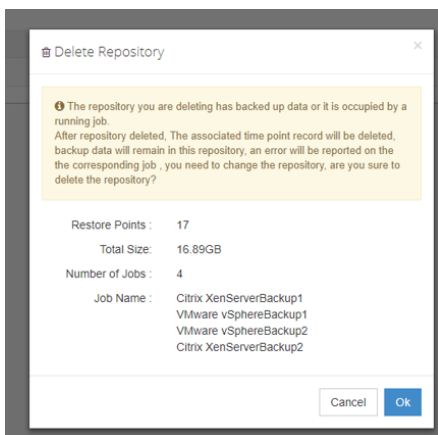 Delete Repository
The repository you are deleting has backed up data or it is occupied by a
running job.
After repository deleted, The associated time point record will be deleted,
backup data will remain in this repository, an error will be reported on the
the corresponding job , you need to change the repository, are you sure to
delete the repository?
Restore Points : 17
Total Size: 16.89GB
Number of Jobs : 4
Job Name : Citrix XenServerBackup1
VMware vSphereBackup1
VMware vSphereBackup2
Citrix XenServerBackup2
Cancel Ok